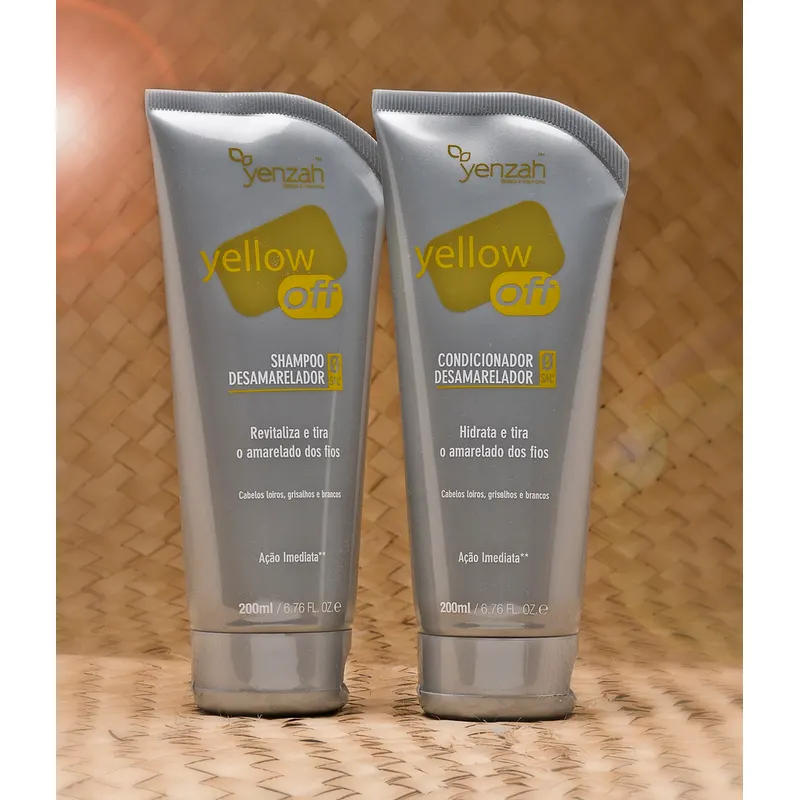 yenzah
yellow
off
SHAMPOO
DESAMARELADOR
Revitaliza e tira
o amarelado dos fios
Cabelos loiros, grisalhos e brancos
Ação Imediata**
200ml / 6.76 FL. OZ. e
yenzah
yellow
off
CONDICIONADOR
DESAMARELADOR
0
SAL
Hidrata e tira
o amarelado dos fios
Cabelos loiros, grisalhos e brancos
Ação Imediata**
200ml / 6.76 FL. OZ. e